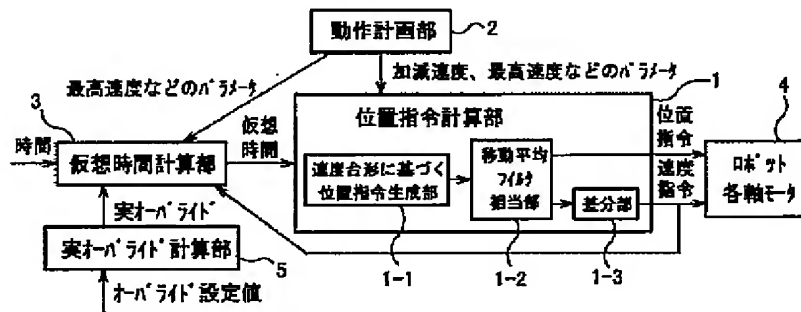 動作計画部
2
最高速度などのパラメータ
加減速度、最高速度などのパラメータ
3
時間
仮想時間計算部
仮想
時間
1
位置指令計算部
速度台形に基づく
位置指令生成部
1-1
移動平均
フィルタ
担当部
1-2
差分部
1-3
位置
指令
速度
指令
4
ロボット
各軸モータ
実オーバライド
実オーバライド計算部
5
オーバライド設定値